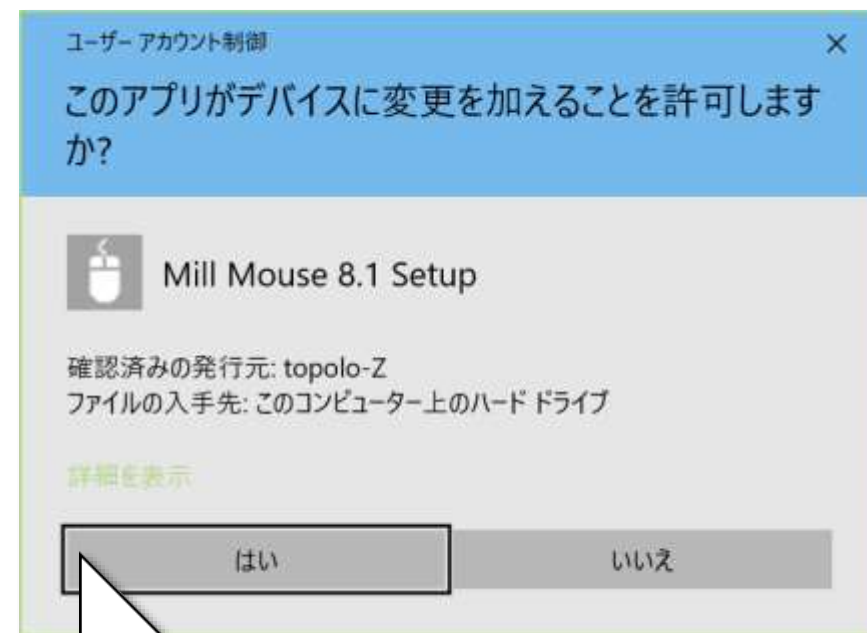 ユーザー アカウント制御
このアプリがデバイスに変更を加えることを許可します
か?
Mill Mouse 8.1 Setup
確認済みの発行元: topolo-Z
ファイルの入手先: このコンピューター上のハード ドライブ
詳細を表示
はい
いいえ